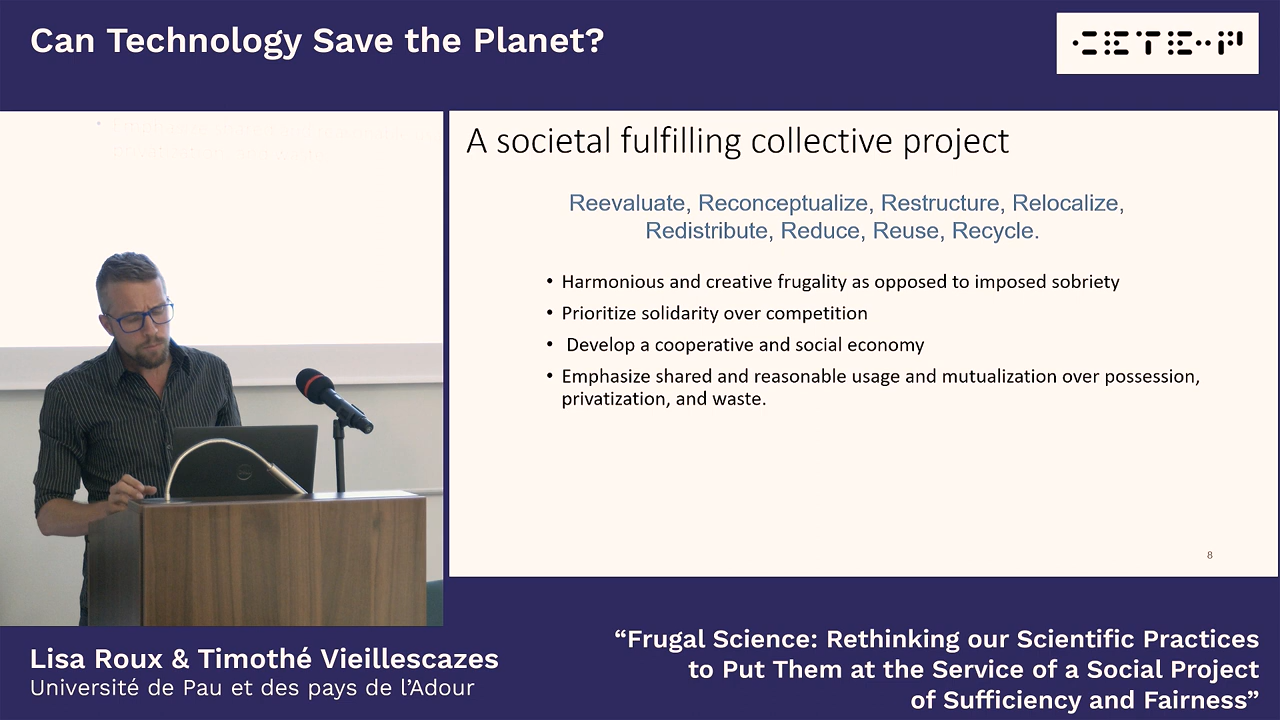 Can Technology Save the Planet?
A societal fulfilling collective project
Reevaluate, Reconceptualize, Restructure, Relocalize,
Redistribute, Reduce, Reuse, Recycle.
• Harmonious and creative frugality as opposed to imposed sobriety
• Prioritize solidarity over competition
• Develop a cooperative and social economy
• Emphasize shared and reasonable usage and mutualization over possession,
privatization, and waste.
8
Lisa Roux & Timothé Vieillescazes
Université de Pau et des pays de l’Adour
“Frugal Science: Rethinking our Scientific Practices
to Put Them at the Service of a Social Project
of Sufficiency and Fairness”